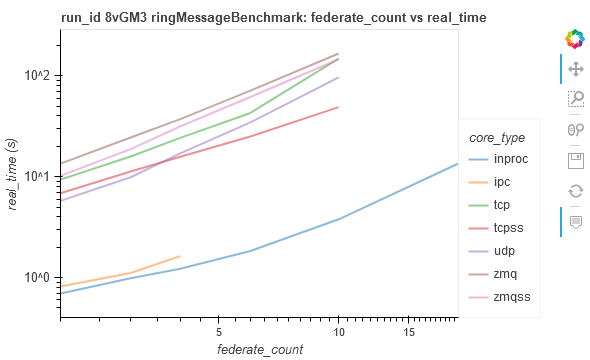 run_id 8vGM3 ringMessageBenchmark: federate_count vs real_time
10^2
10^1
10^0
real_time (s)
5
10
15
federate_count
core_type
inproc
ipc
tcp
tcpss
udp
zmq
zmqss